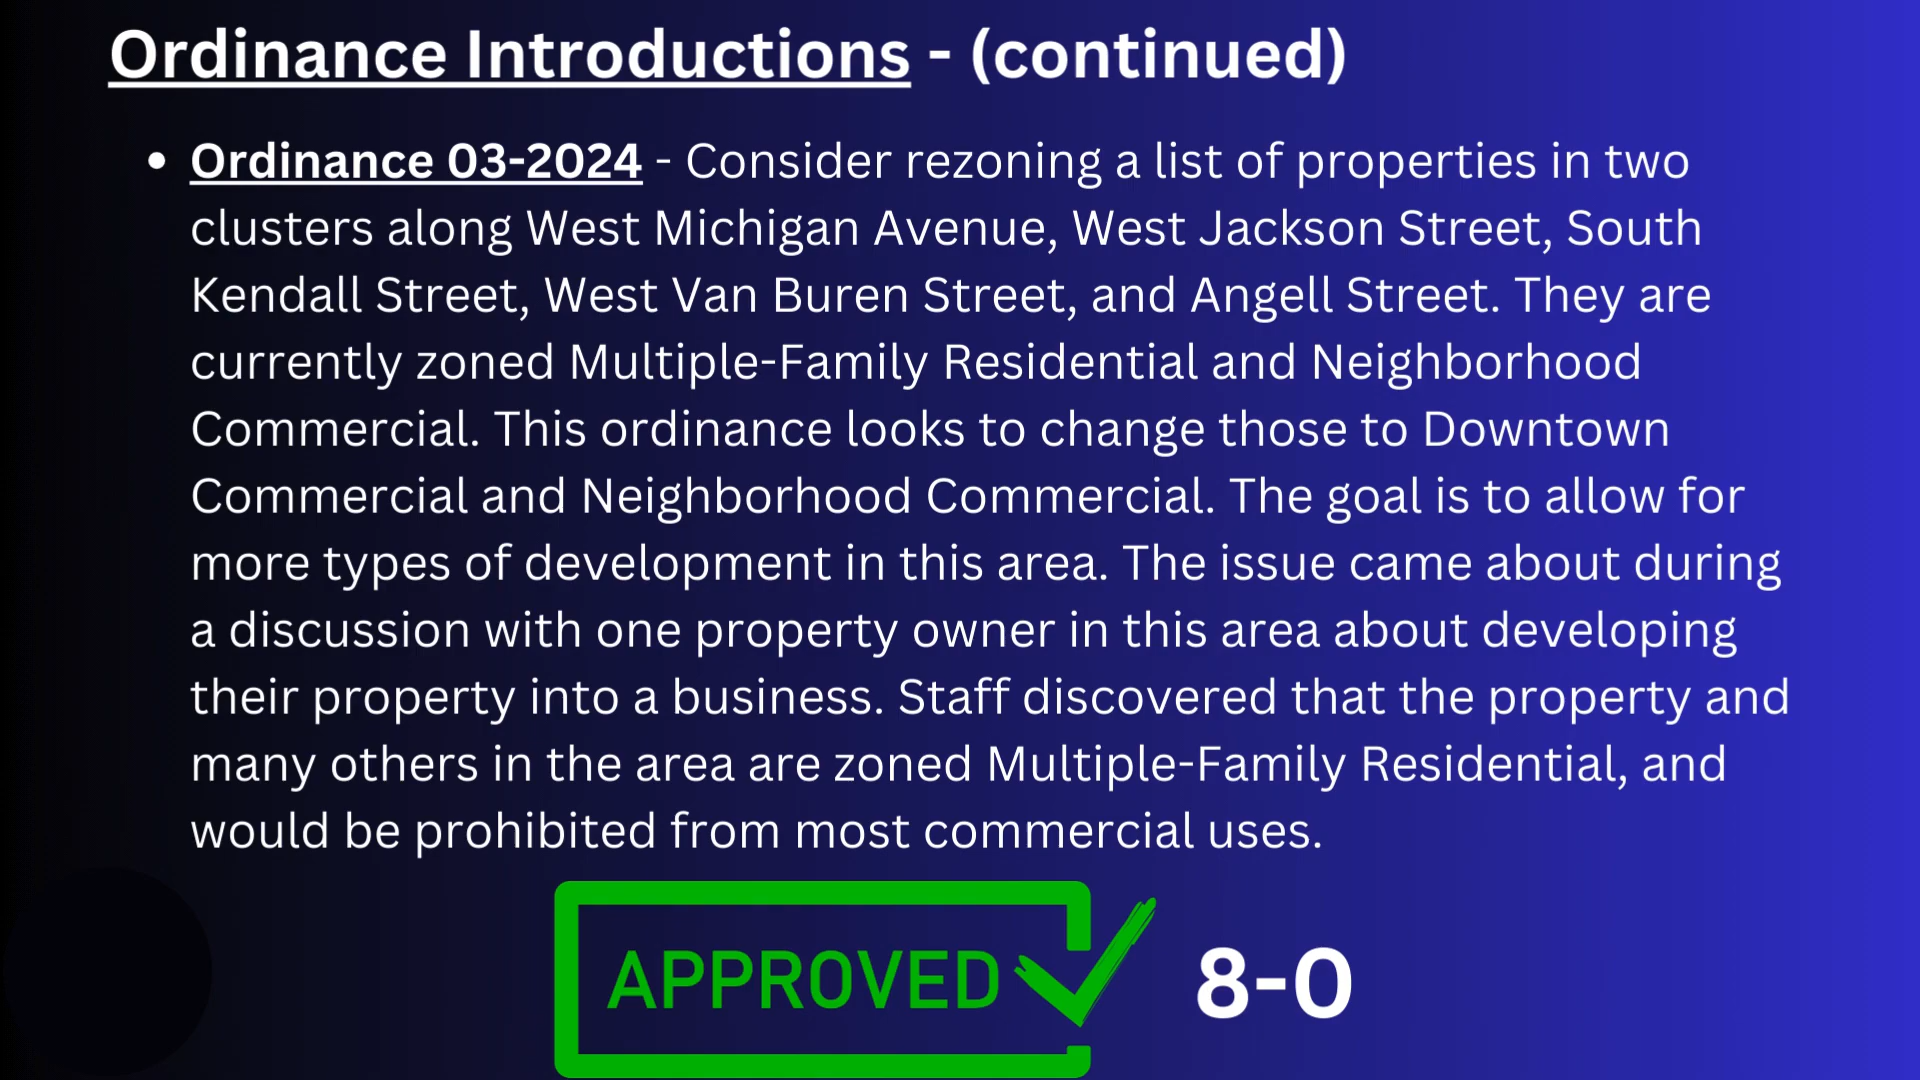 Ordinance Introductions - (continued)
• Ordinance 03-2024 - Consider rezoning a list of properties in two
clusters along West Michigan Avenue, West Jackson Street, South
Kendall Street, West Van Buren Street, and Angell Street. They are
currently zoned Multiple-Family Residential and Neighborhood
Commercial. This ordinance looks to change those to Downtown
Commercial and Neighborhood Commercial. The goal is to allow for
more types of development in this area. The issue came about during
a discussion with one property owner in this area about developing
their property into a business. Staff discovered that the property and
many others in the area are zoned Multiple-Family Residential, and
would be prohibited from most commercial uses.
APPROVED 8-0